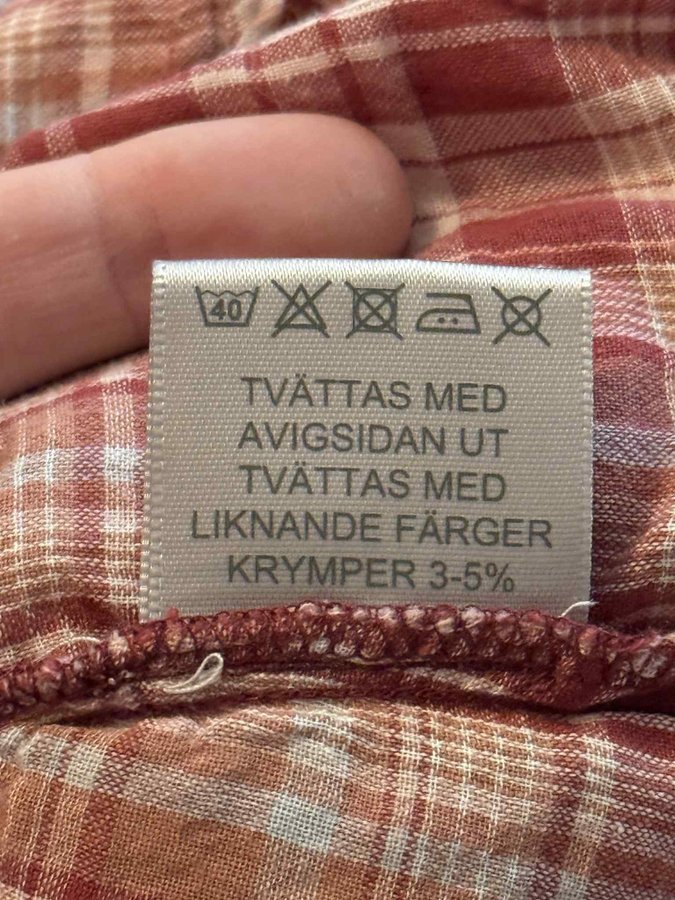 40
TVÄTTAS MED
AVIGSIDAN UT
TVÄTTAS MED
LIKNANDE FÄRGER
KRYMPER 3-5%